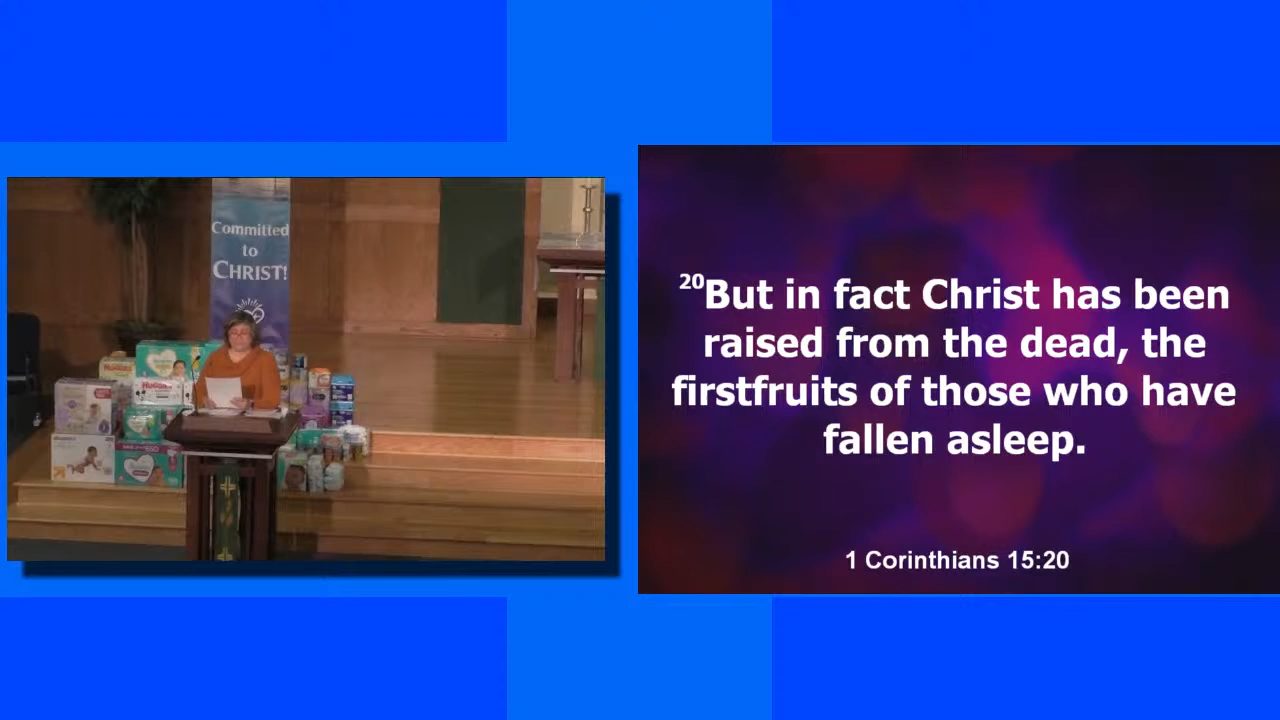 Committed
to
CHRIST!
HUGGIES
20But in fact Christ has been
raised from the dead, the
firstfruits of those who have
fallen asleep.
1 Corinthians 15:20